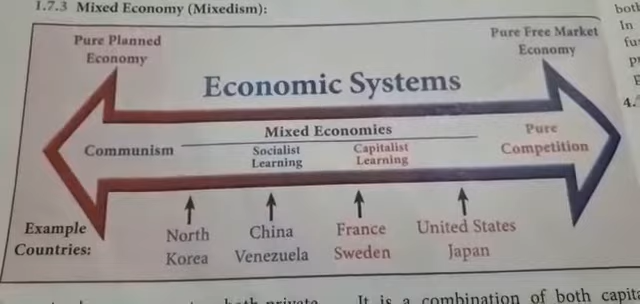 1.7.3 Mixed Economy (Mixedism):
Pure Planned
Economy
Pure Free Market
Economy
Economic Systems
Mixed Economies
Communism
Socialist
Learning
Capitalist
Learning
Pure
Competition
Example
Countries:
North
Korea
China
Venezuela
France
Sweden
United States
Japan
In
4.
It is a combination of both